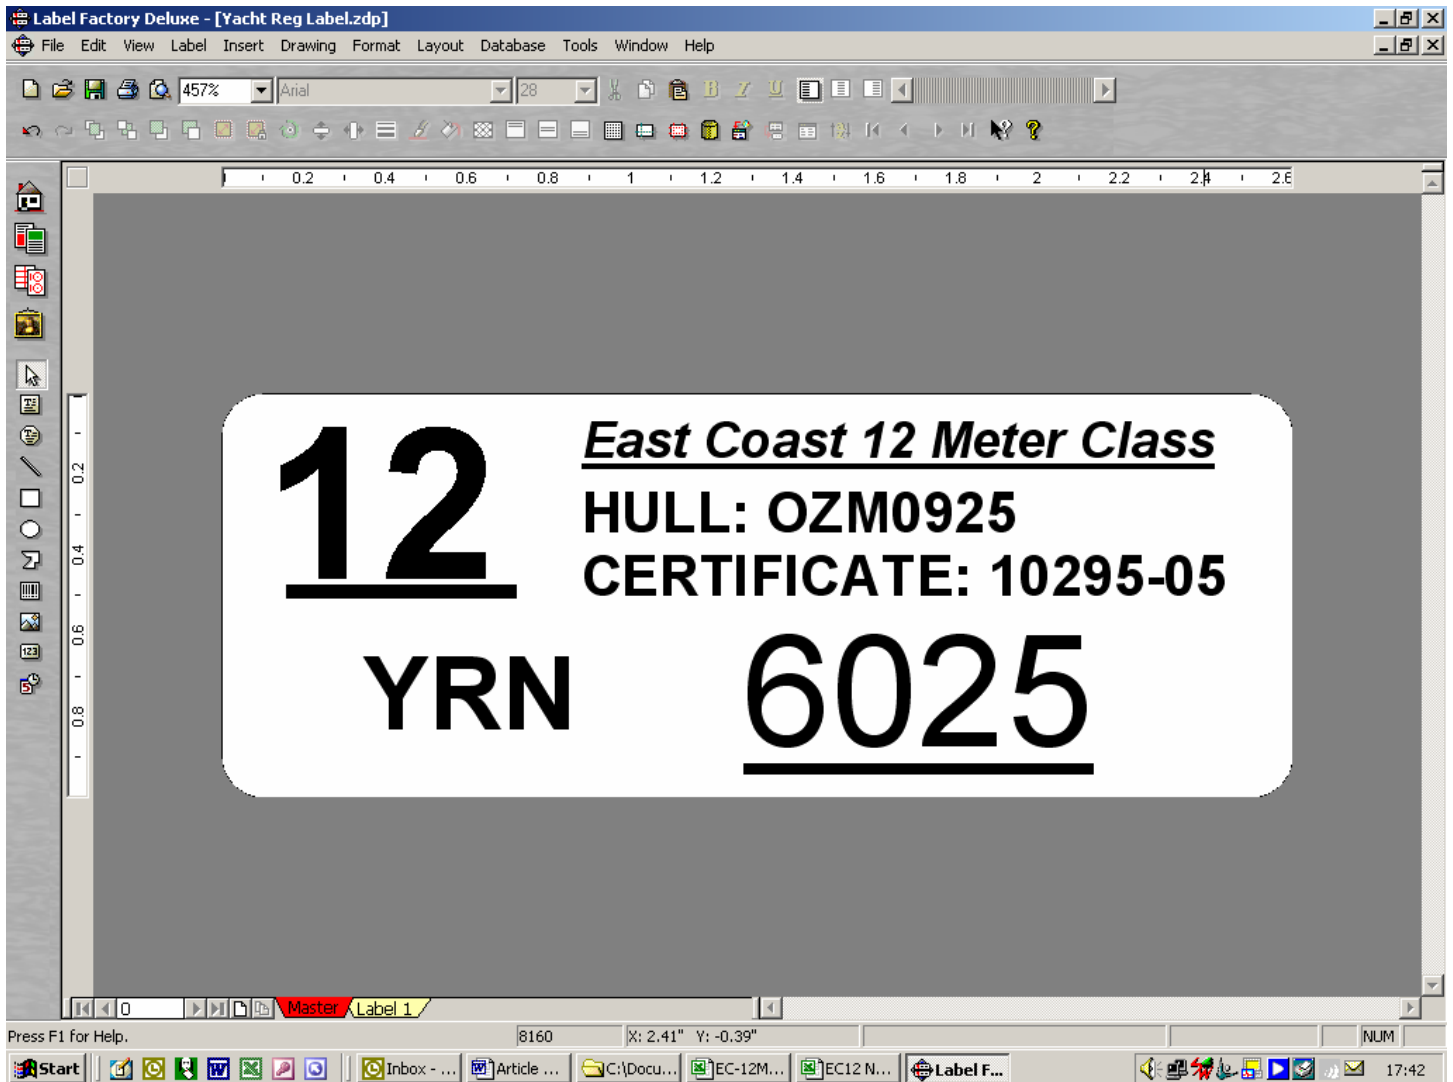 Label Factory Deluxe - [Yacht Reg Label.zdp]
File Edit View Label Insert Drawing Format Layout Database Tools Window Help
457% Arial 28 B I U
0.2 0.4 0.6 0.8 1 1.2 1.4 1.6 1.8 2 2.2 2.4 2.6
0.2
0.4
0.6
0.8
12
East Coast 12 Meter Class
HULL: OZM0925
CERTIFICATE: 10295-05
YRN 6025
0 Master Label 1
Press F1 for Help. 8160 X: 2.41" Y: -0.39" NUM
Start Inbox - ... Article ... C:\Docu... EC-12M... EC12 N... Label F... 17:42